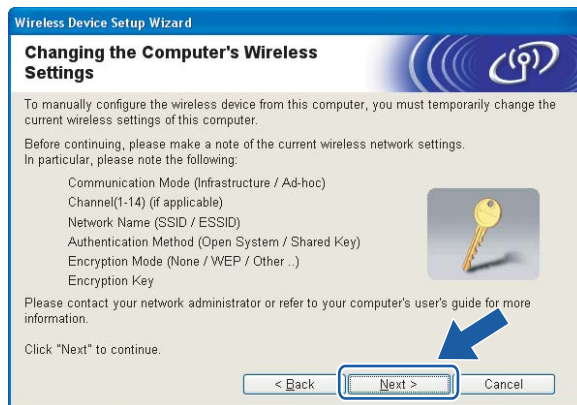 Wireless Device Setup Wizard
Changing the Computer's Wireless
Settings
To manually configure the wireless device from this computer, you must temporarily change the
current wireless settings of this computer.
Before continuing, please make a note of the current wireless network settings.
In particular, please note the following:
Communication Mode (Infrastructure / Ad-hoc)
Channel(1-14) (if applicable)
Network Name (SSID / ESSID)
Authentication Method (Open System / Shared Key)
Encryption Mode (None / WEP / Other ..)
Encryption Key
Please contact your network administrator or refer to your computer's user's guide for more
information.
Click "Next" to continue.
< Back Next > Cancel